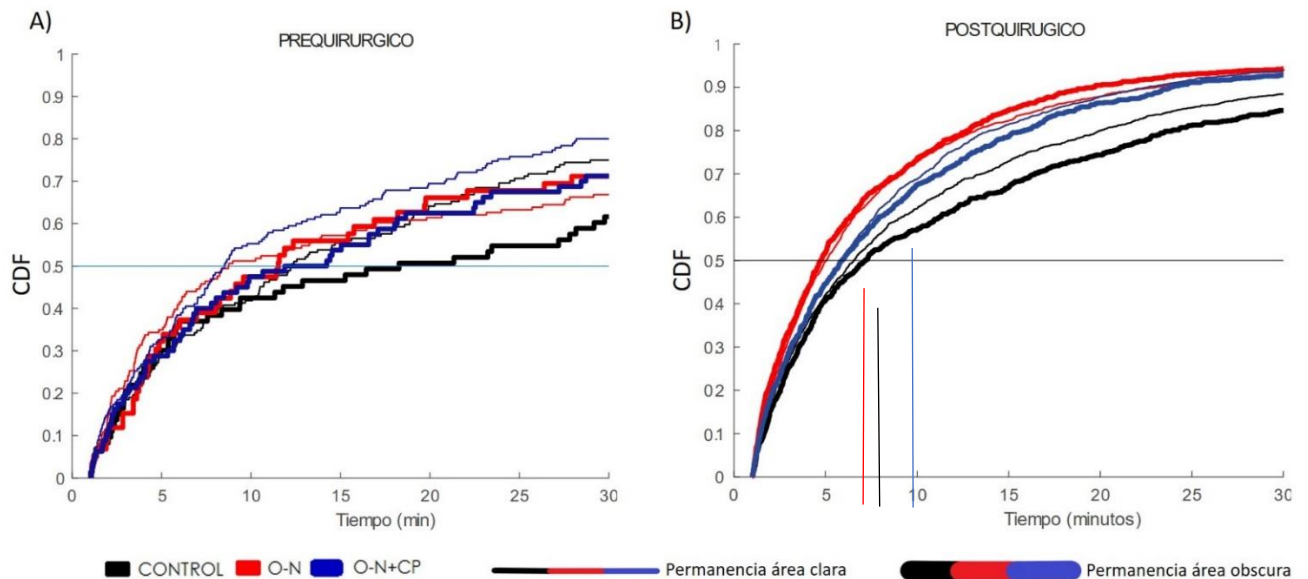 A)
PREQUIRURGICO
CDF
1
0.9
0.8
0.7
0.6
0.5
0.4
0.3
0.2
0.1
0
0 5 10 15 20 25 30
Tiempo (min)
B)
POSTQUIRUGICO
CDF
1
0.9
0.8
0.7
0.6
0.5
0.4
0.3
0.2
0.1
0
0 5 10 15 20 25 30
Tiempo (minutos)
CONTROL O-N O-N+CP Permanencia área clara Permanencia área obscura